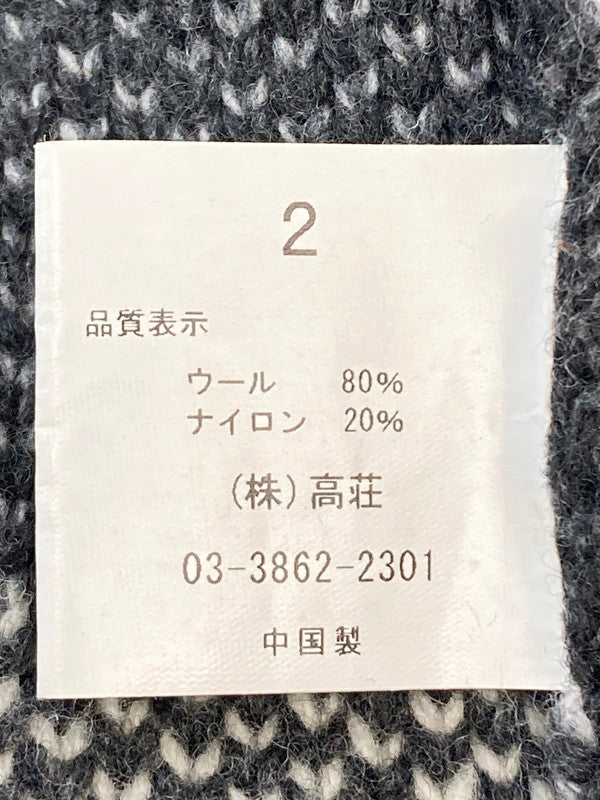 2
品質表示
ウール 80%
ナイロン 20%
(株)高荘
03-3862-2301
中国製